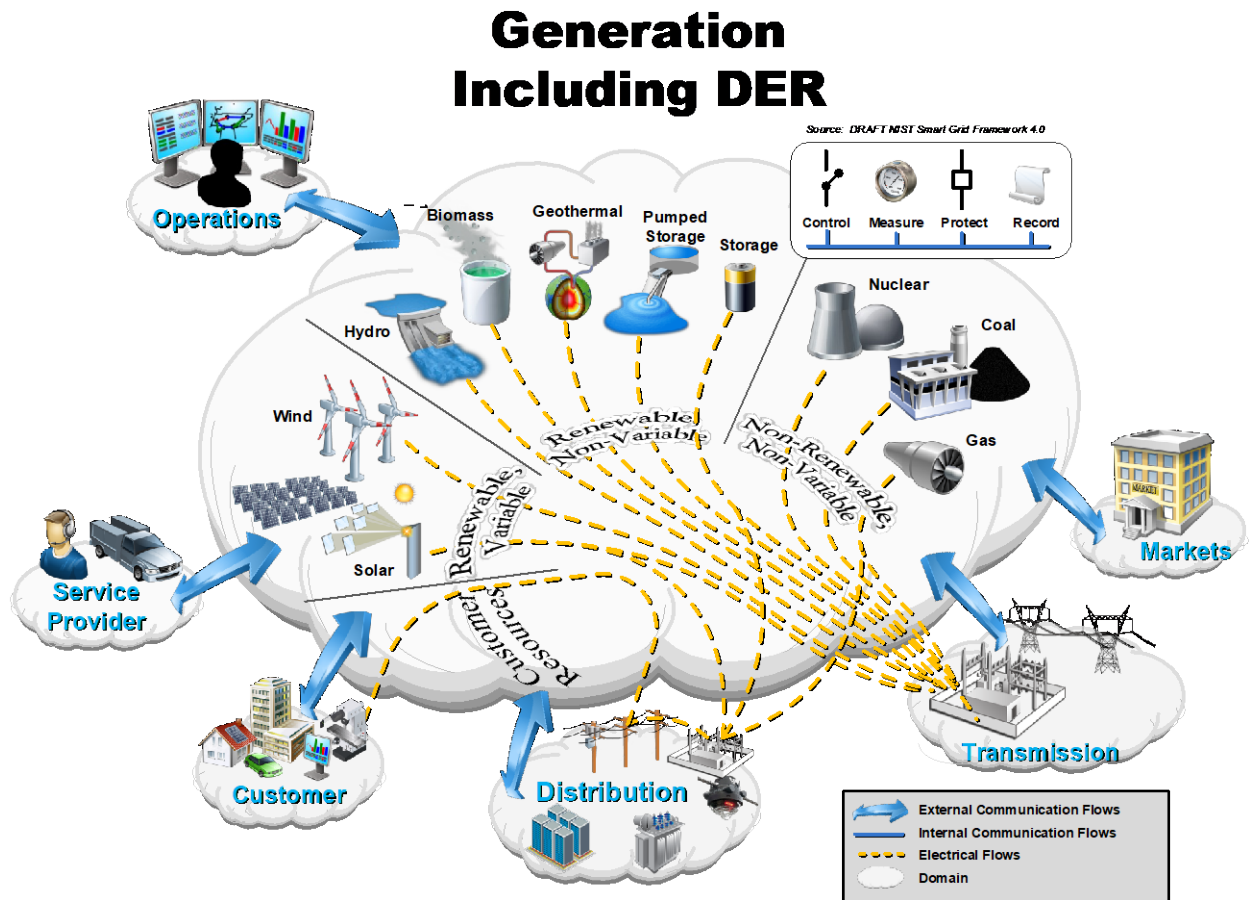 Generation
Including DER
Source: DRAFT NIST Smart Grid Framework 4.0
Control
Measure
Protect
Record
Operations
Biomass
Geothermal
Pumped
Storage
Storage
Nuclear
Hydro
Coal
Wind
Renewable,
Non-Variable
Non-Renewable,
Non-Variable
Gas
MARKET
Markets
Renewable,
Variable
Solar
Service
Provider
Customer
Resources
Customer
Distribution
Transmission
External Communication Flows
Internal Communication Flows
Electrical Flows
Domain